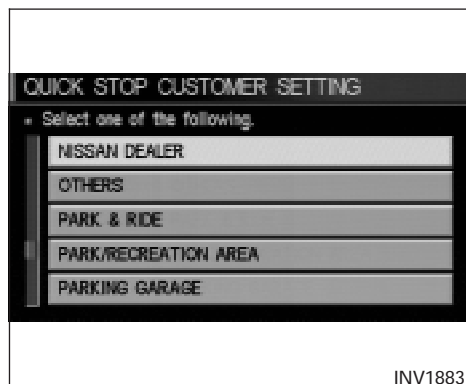 QUICK STOP CUSTOMER SETTING
Select one of the following.
NISSAN DEALER
OTHERS
PARK & RIDE
PARK/RECREATION AREA
PARKING GARAGE
INV1883